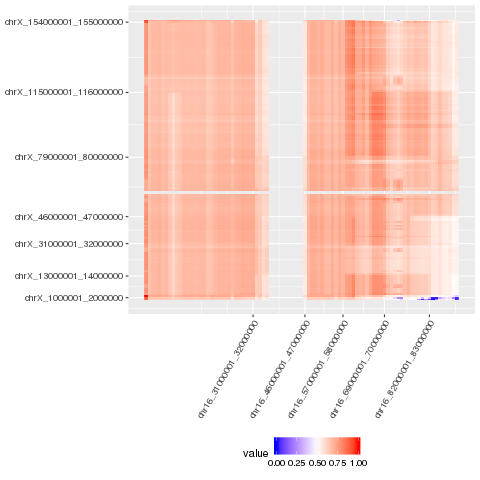 chrX_154000001_155000000
chrX_115000001_116000000
chrX_79000001_80000000
chrX_46000001_47000000
chrX_31000001_32000000
chrX_13000001_14000000
chrX_1000001_2000000
chr16_31000001_32000000
chr16_46000001_47000000
chr16_57000001_58000000
chr16_69000001_70000000
chr16_82000001_83000000
value
0.00 0.25 0.50 0.75 1.00